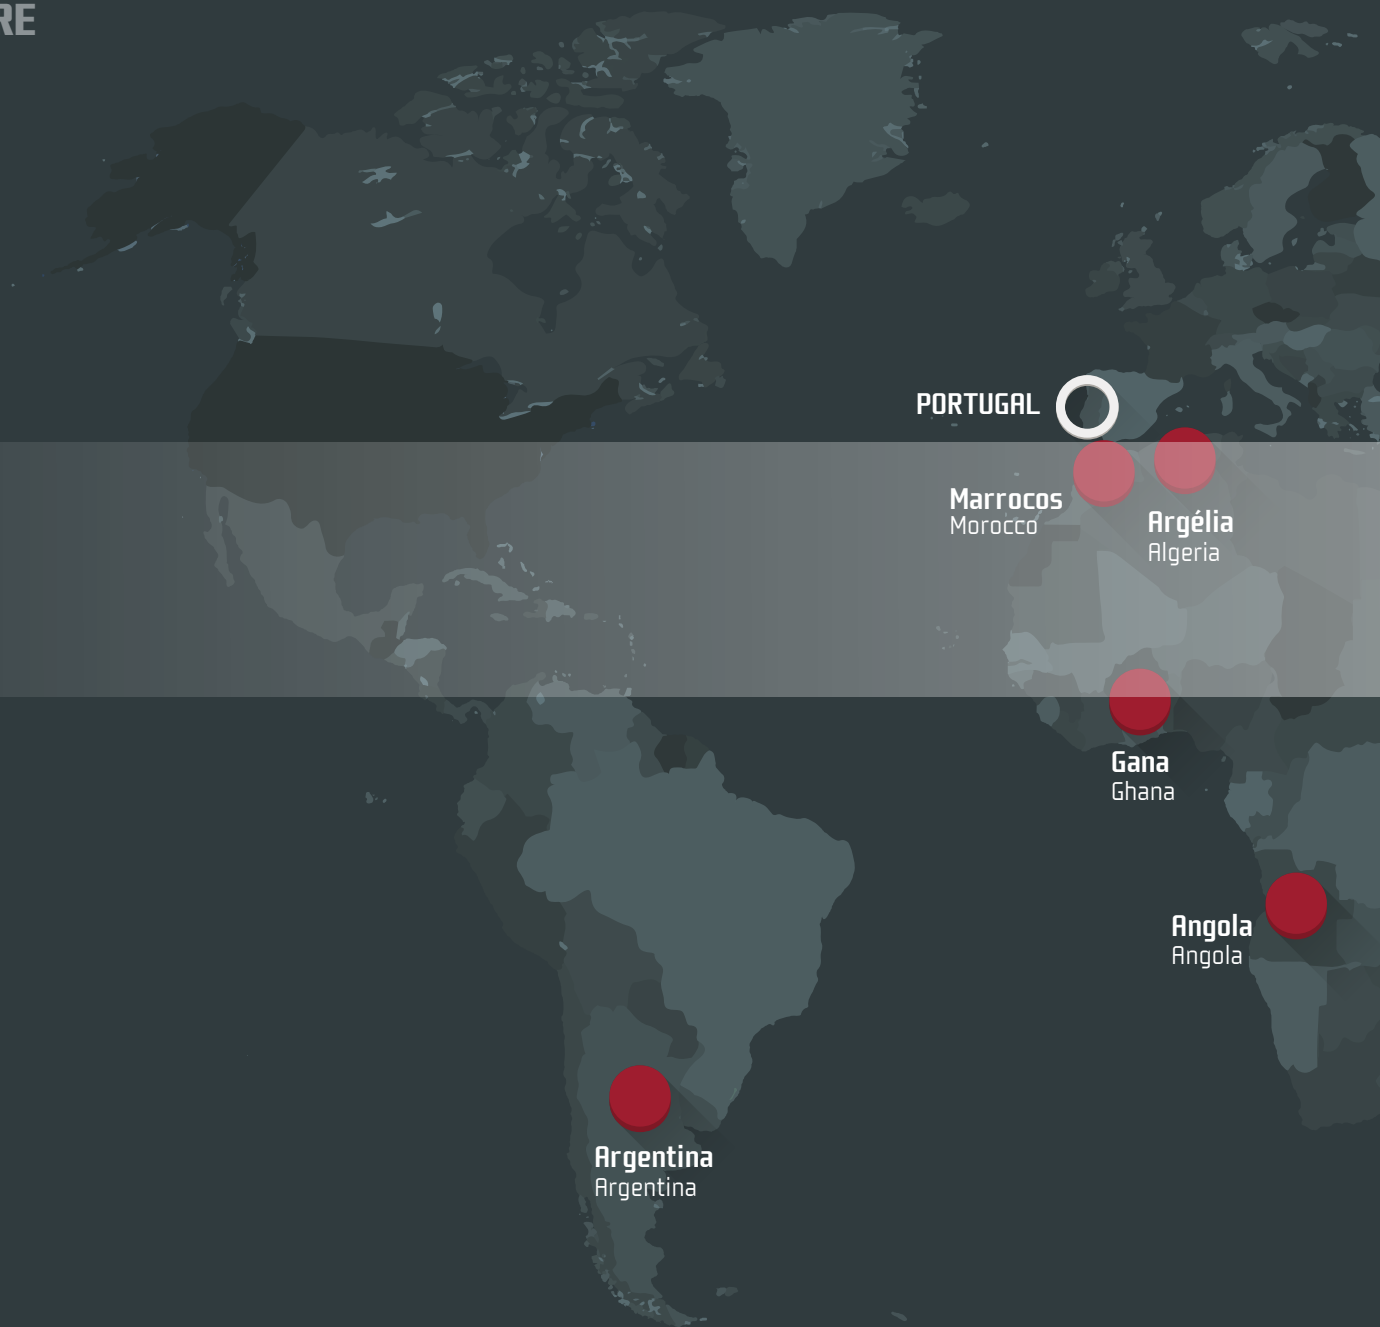 RE
PORTUGAL
Marrocos
Morocco
Argélia
Algeria
Gana
Ghana
Angola
Angola
Argentina
Argentina